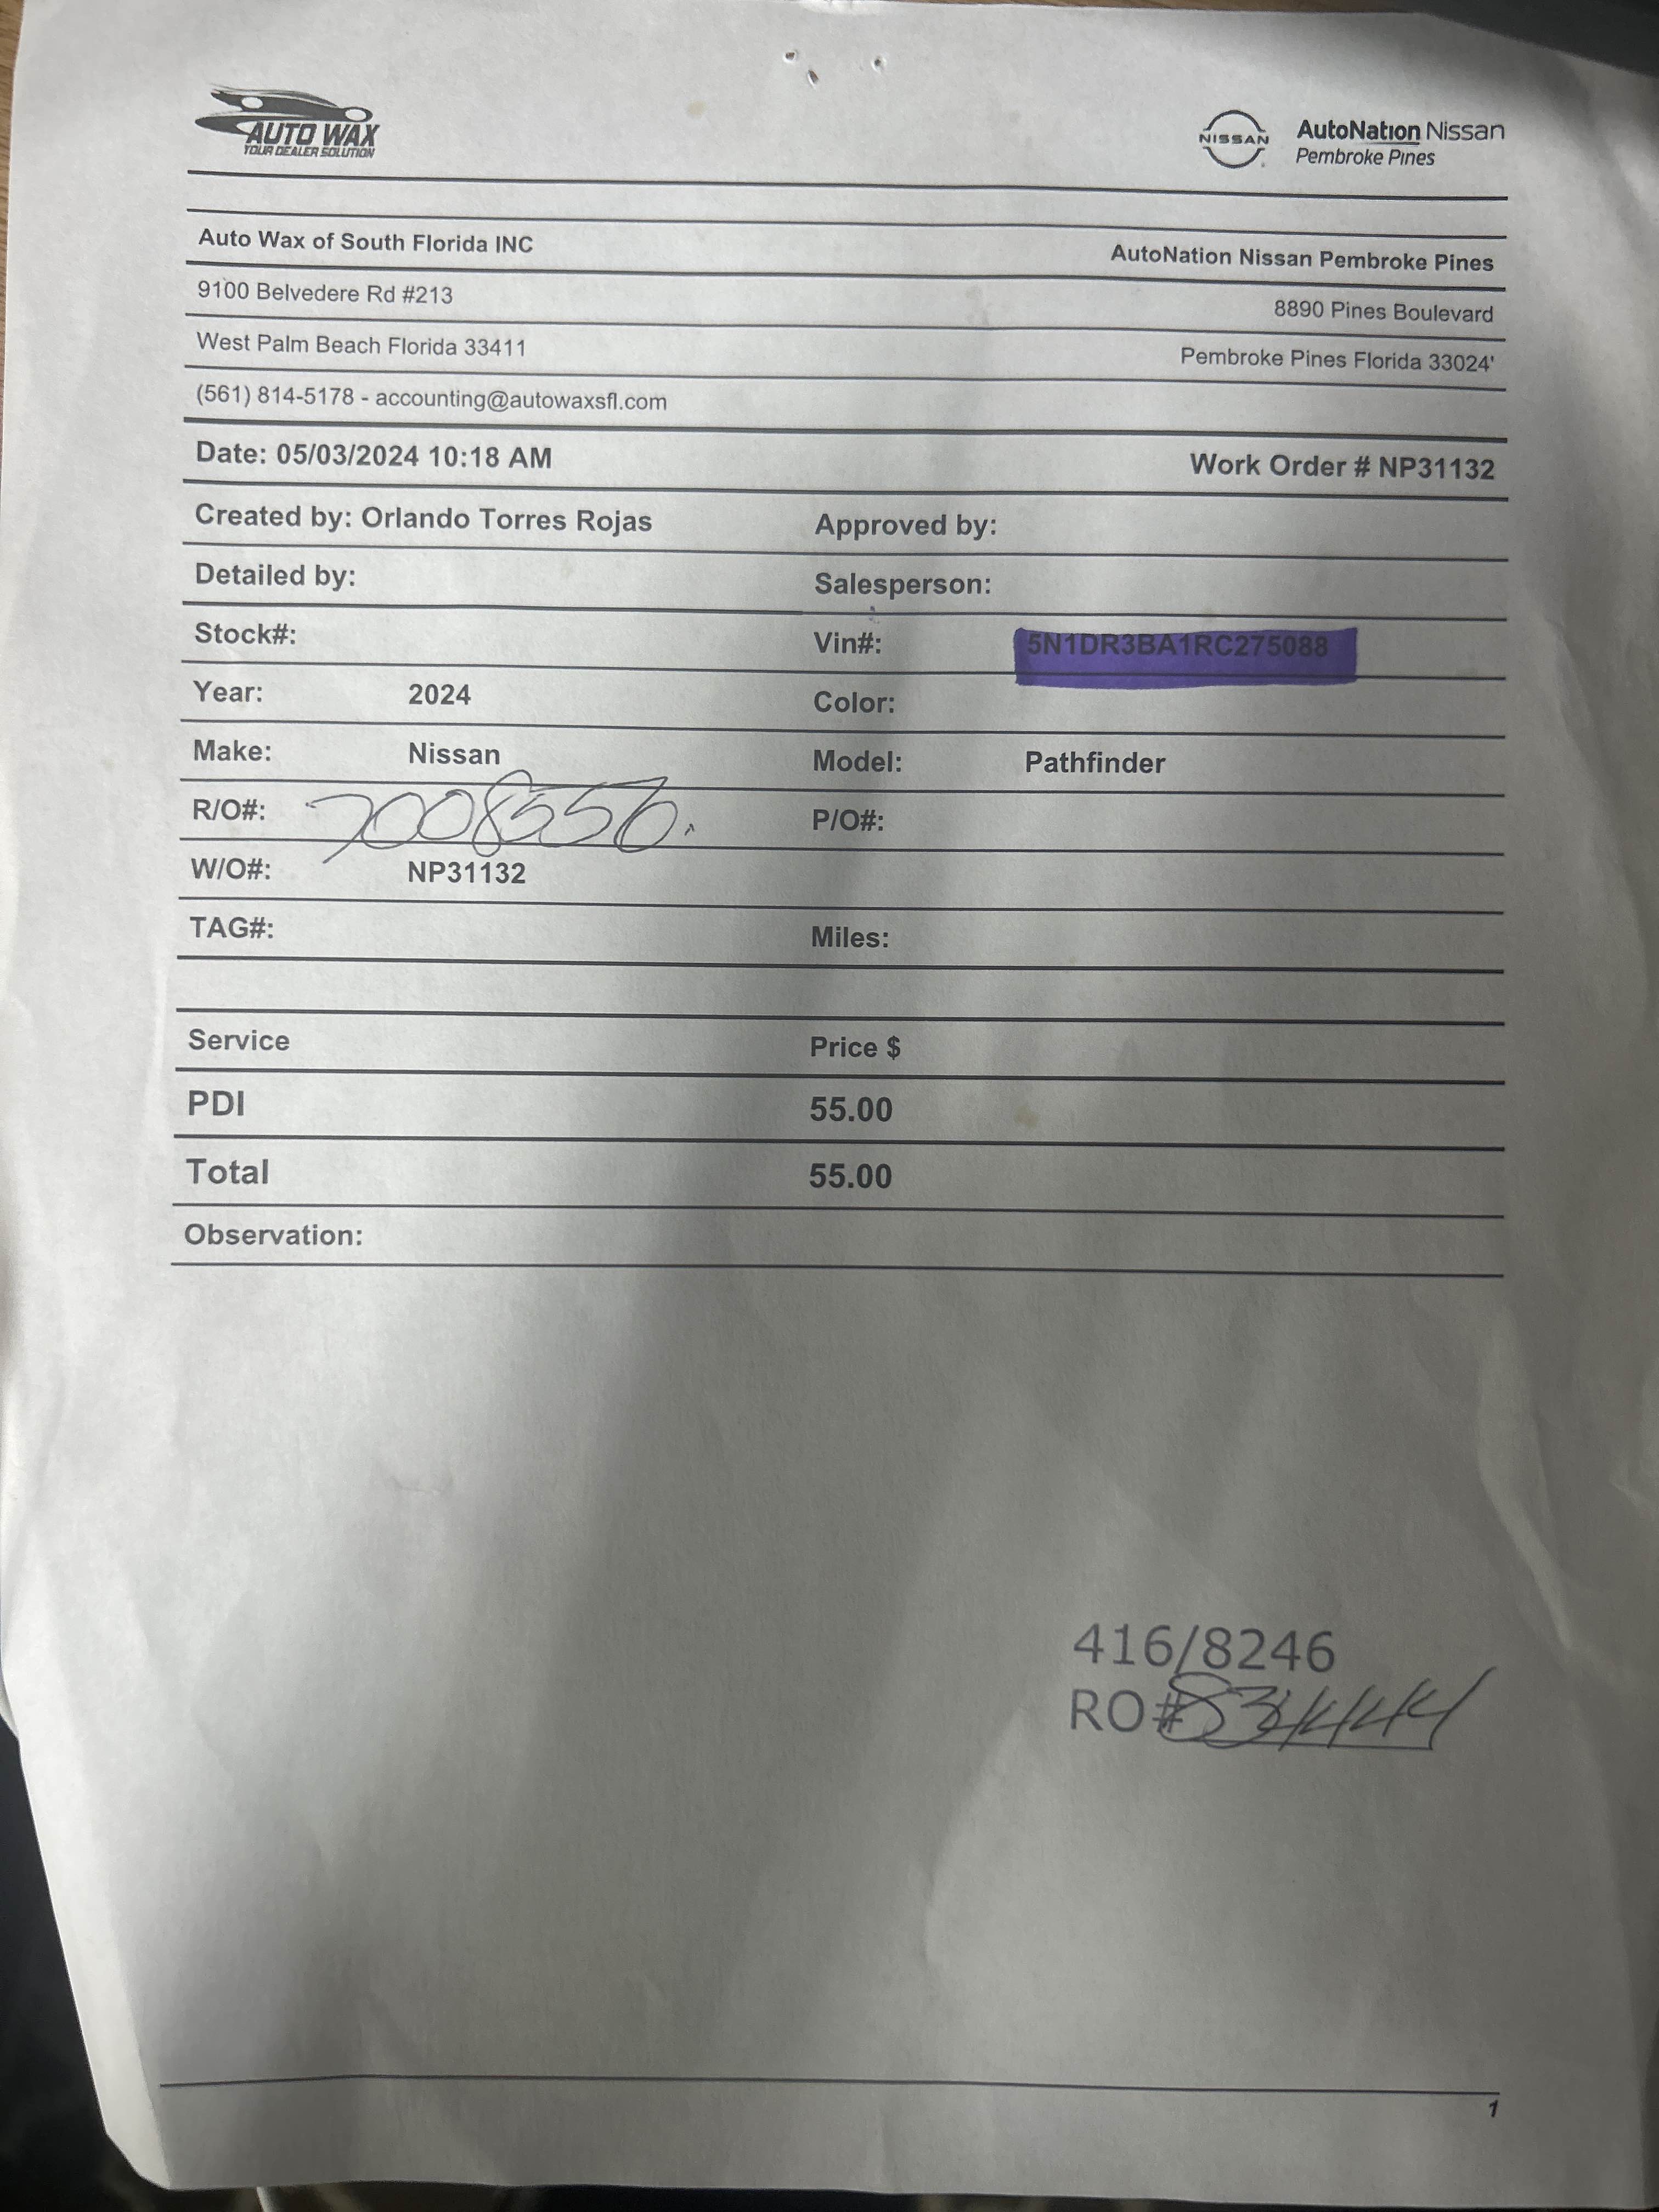 AUTO WAX
YOUR DEALER SOLUTION
NISSAN
AutoNation Nissan
Pembroke Pines
Auto Wax of South Florida INC
AutoNation Nissan Pembroke Pines
9100 Belvedere Rd #213
8890 Pines Boulevard
West Palm Beach Florida 33411
Pembroke Pines Florida 33024'
(561) 814-5178 - accounting@autowaxsfl.com
Date: 05/03/2024 10:18 AM
Work Order # NP31132
Created by: Orlando Torres Rojas
Approved by:
Detailed by:
Salesperson:
Stock#:
Vin#: 5N1DR3BA1RC275088
Year: 2024
Color:
Make: Nissan
Model: Pathfinder
R/O#: 7008556.
P/O#:
W/O#: NP31132
TAG#:
Miles:
Service Price $
PDI 55.00
Total 55.00
Observation:
416/8246
RO#
1